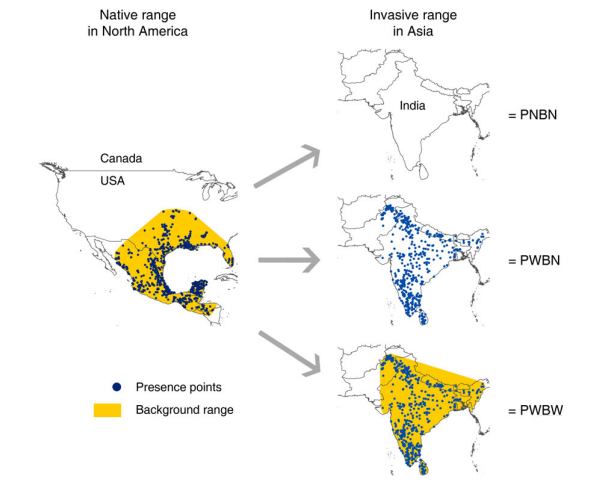 Native range
in North America
Invasive range
in Asia
India
= PNBN
Canada
USA
= PWBN
Presence points
Background range
= PWBW